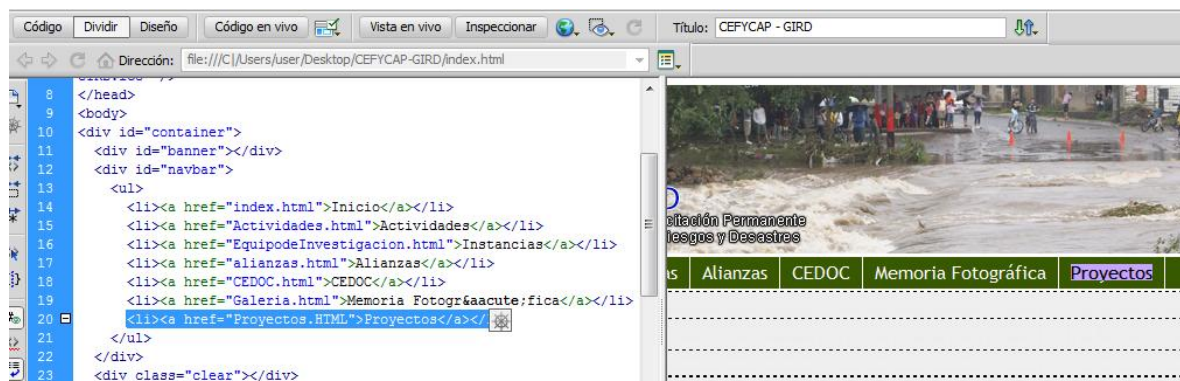 Código Dividir Diseño Código en vivo Vista en vivo Inspeccionar Título: CEFYCAP - GIRD
Dirección: file:///C|/Users/user/Desktop/CEFYCAP-GIRD/index.html
8 </head>
9 <body>
10 <div id="container">
11 <div id="banner"></div>
12 <div id="navbar">
13 <ul>
14 <li><a href="index.html">Inicio</a></li>
15 <li><a href="Actividades.html">Actividades</a></li>
16 <li><a href="EquipodeInvestigacion.html">Instancias</a></li>
17 <li><a href="alianzas.html">Alianzas</a></li>
18 <li><a href="CEDOC.html">CEDOC</a></li>
19 <li><a href="Galeria.html">Memoria Fotogr&aacute;fica</a></li>
20 <li><a href="Proyectos.HTML">Proyectos</a></
21 </ul>
22 </div>
23 <div class="clear"></div>
D
citación Permanente
iesgos y Desastres
as Alianzas CEDOC Memoria Fotográfica Proyectos